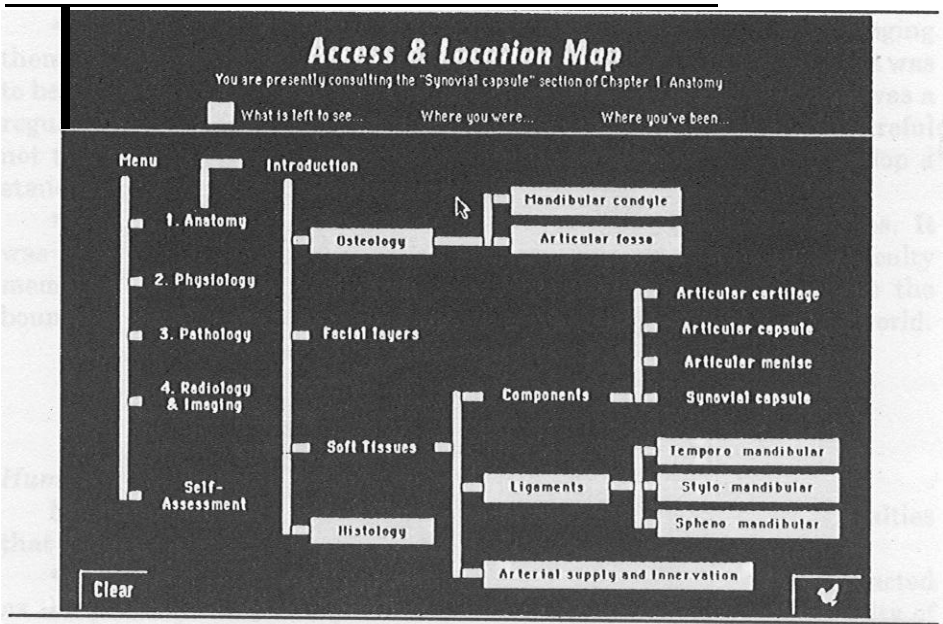 Access & Location Map
You are presently consulting the "Synovial capsule" section of Chapter 1. Anatomy
What is left to see... Where you were... Where you've been...
Menu
1. Anatomy
2. Physiology
3. Pathology
4. Radiology
& Imaging
Self-
Assessment
Introduction
Osteology
Mandibular condyle
Articular fossa
Facial layers
Soft Tissues
Components
Articular cartilage
Articular capsule
Articular menisc
Synovial capsule
Ligaments
Temporo mandibular
Stylo-mandibular
Spheno mandibular
Arterial supply and Innervation
Histology
Clear